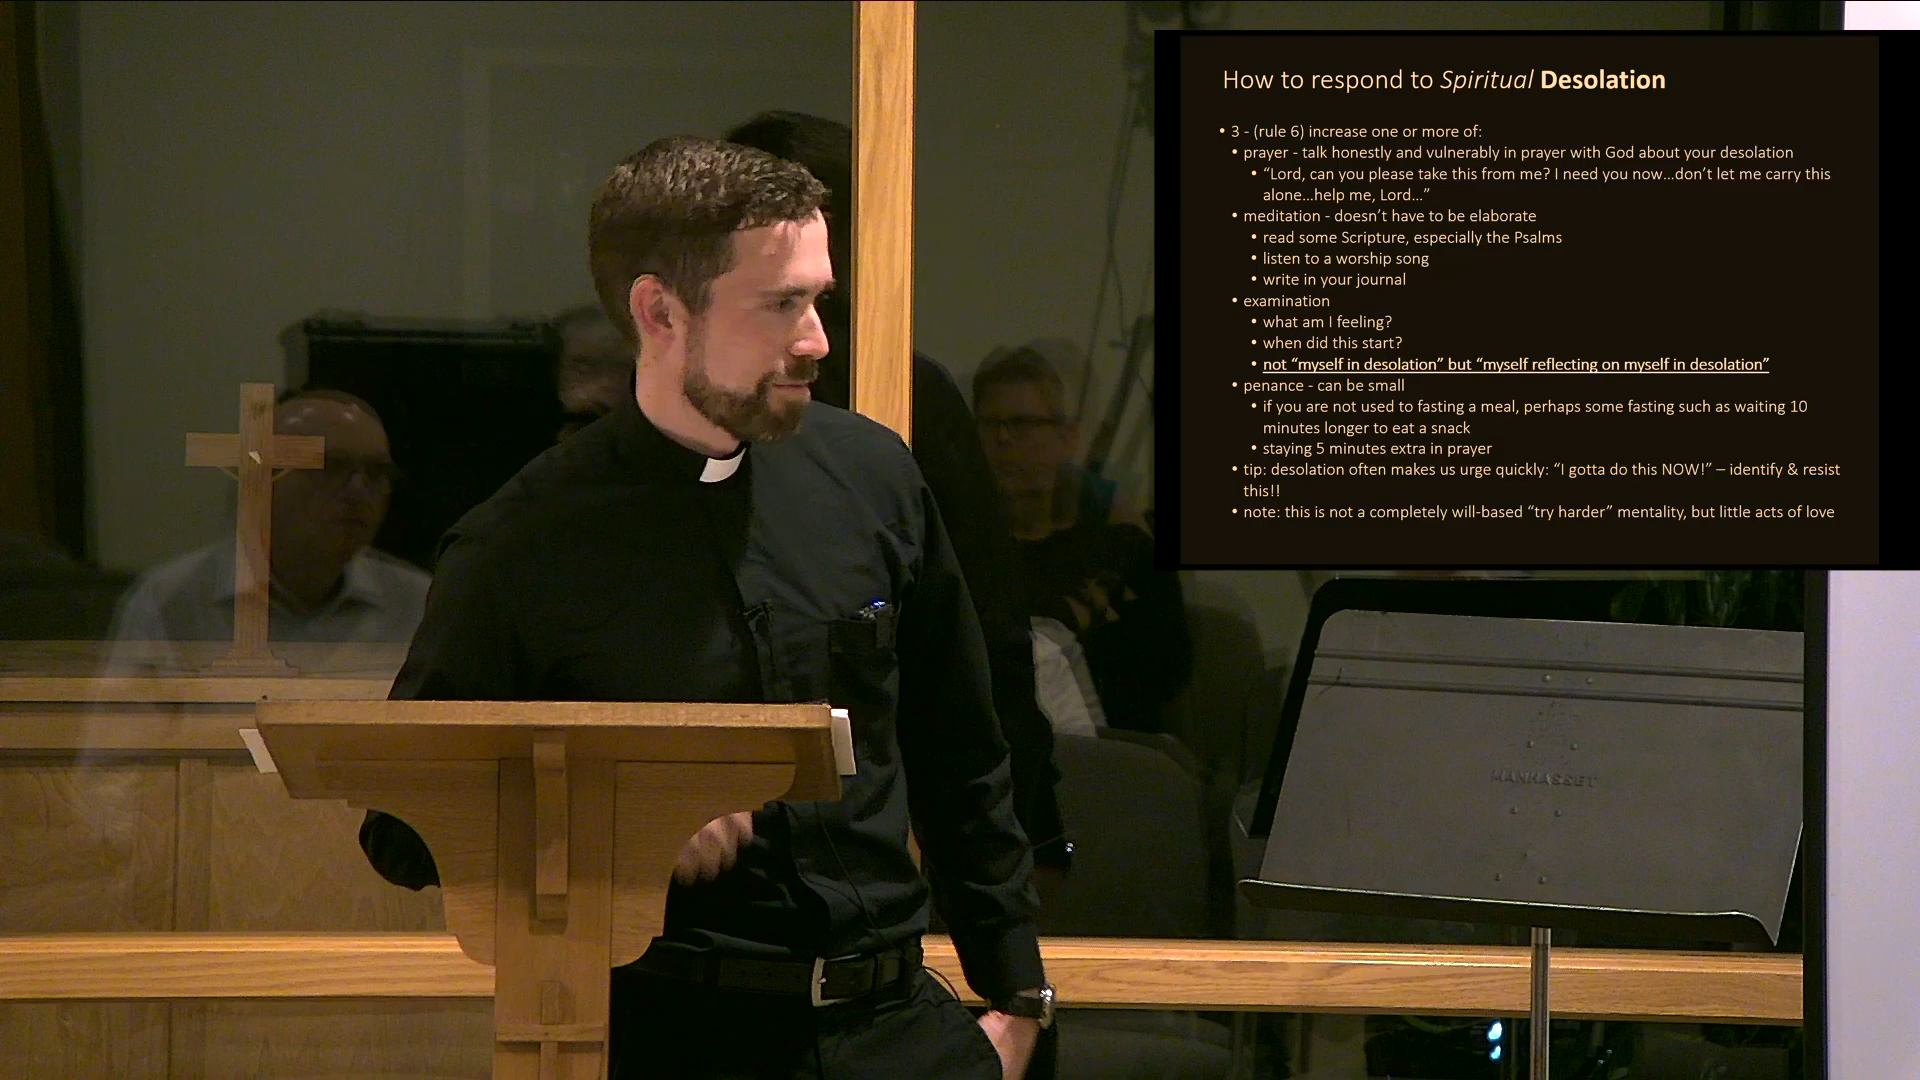 How to respond to Spiritual Desolation
• 3 - (rule 6) increase one or more of:
• prayer - talk honestly and vulnerably in prayer with God about your desolation
• “Lord, can you please take this from me? I need you now...don’t let me carry this
alone...help me, Lord...”
• meditation - doesn’t have to be elaborate
• read some Scripture, especially the Psalms
• listen to a worship song
• write in your journal
• examination
• what am I feeling?
• when did this start?
• not “myself in desolation” but “myself reflecting on myself in desolation”
• penance - can be small
• if you are not used to fasting a meal, perhaps some fasting such as waiting 10
minutes longer to eat a snack
• staying 5 minutes extra in prayer
• tip: desolation often makes us urge quickly: “I gotta do this NOW!” – identify & resist
this!!
• note: this is not a completely will-based “try harder” mentality, but little acts of love
MANHASSET